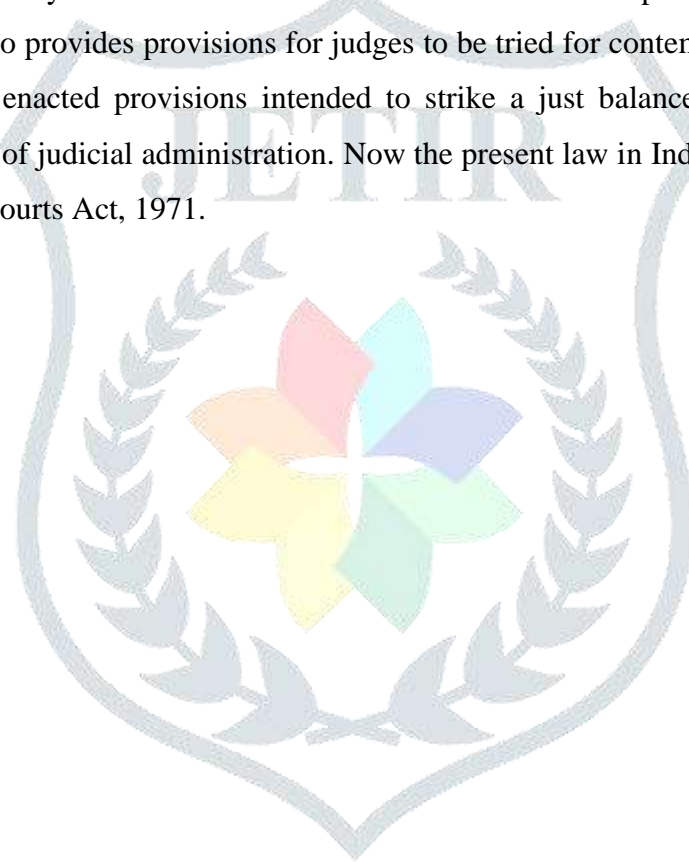 o provides provisions for judges to be tried for conten
enacted provisions intended to strike a just balance
of judicial administration. Now the present law in Ind
ourts Act, 1971.
JETIR